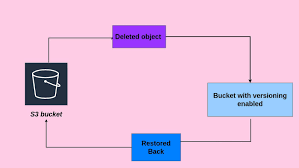 Deleted object
Bucket with versioning
enabled
S3 bucket
Restored
Back